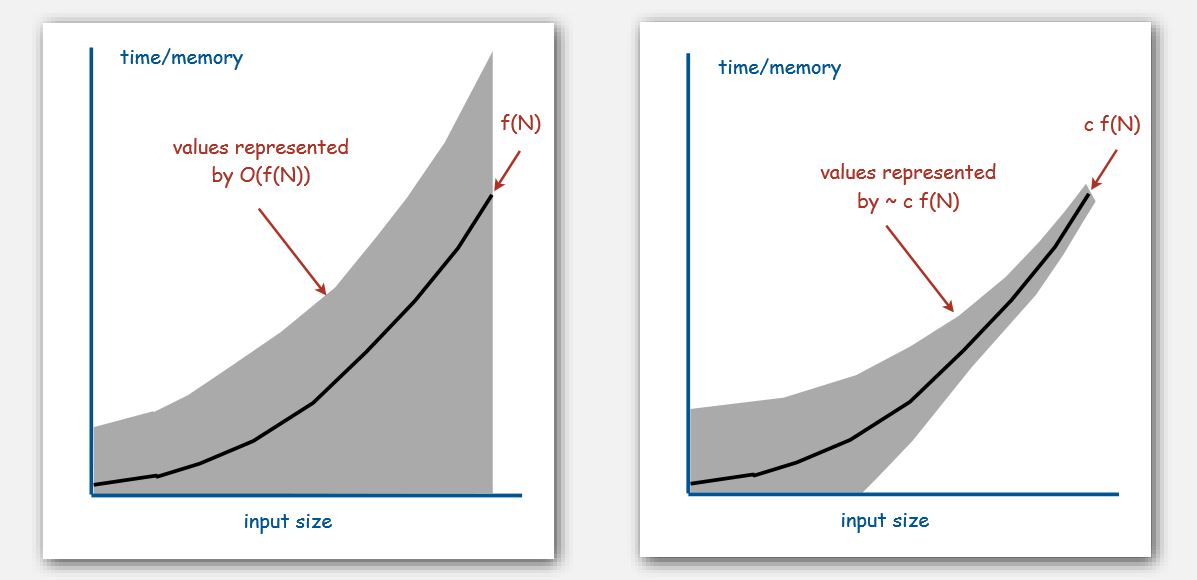 time/memory
f(N)
values represented
by O(f(N))
input size
time/memory
c f(N)
values represented
by ~ c f(N)
input size